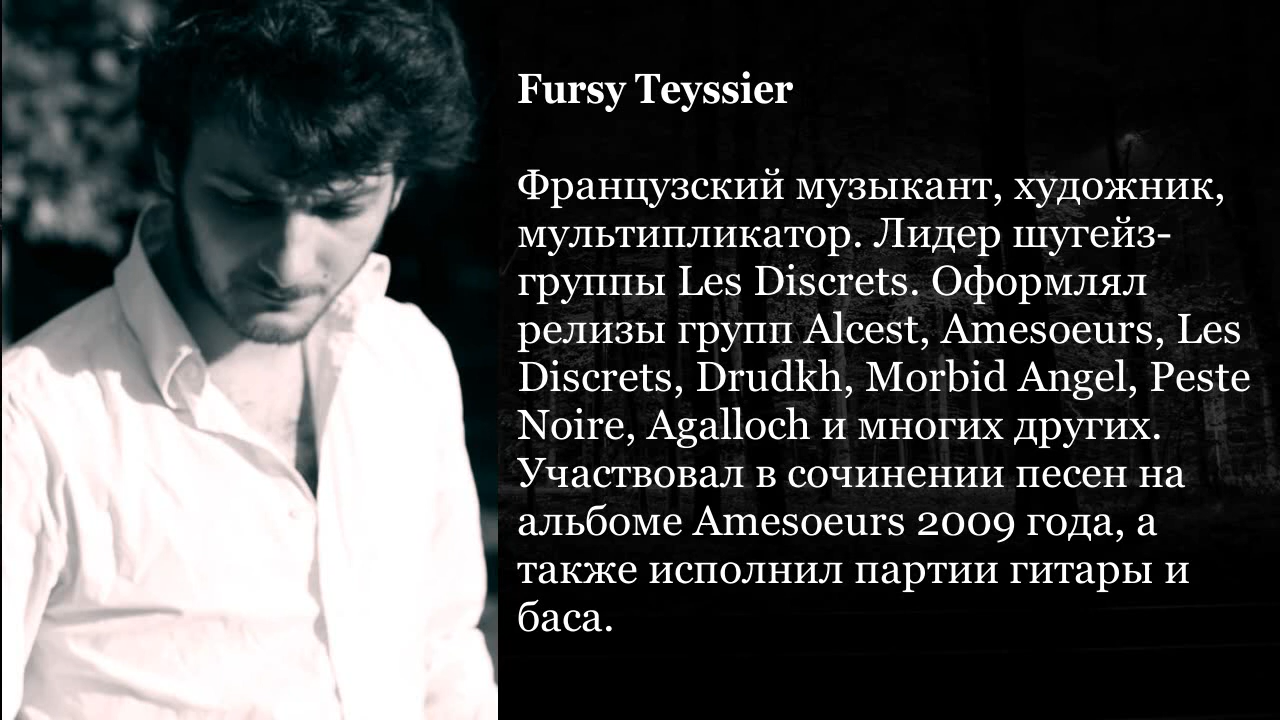 Fursy Teyssier
Французский музыкант, художник,
мультипликатор. Лидер шугейз-
группы Les Discrets. Оформлял
релизы групп Alcest, Amesoeurs, Les
Discrets, Drudkh, Morbid Angel, Peste
Noire, Agalloch и многих других.
Участвовал в сочинении песен на
альбоме Amesoeurs 2009 года, а
также исполнил партии гитары и
баса.